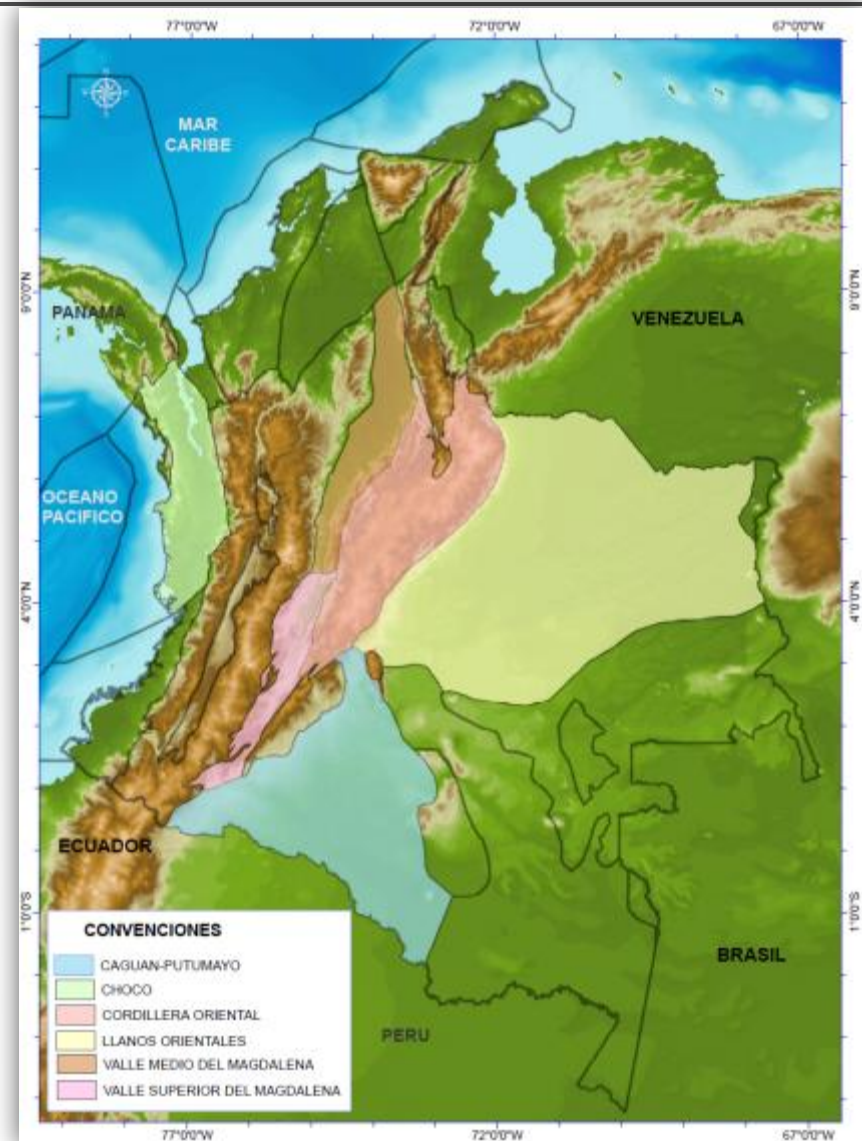 77°0'0"W
72°0'0"W
67°0'0"W
MAR
CARIBE
9°0'0"N
9°0'0"N
PANAMA
VENEZUELA
OCEANO
PACIFICO
4°0'0"N
4°0'0"N
ECUADOR
1°0'0"S
1°0'0"S
CONVENCIONES
CAGUAN-PUTUMAYO
CHOCO
CORDILLERA ORIENTAL
LLANOS ORIENTALES
VALLE MEDIO DEL MAGDALENA
VALLE SUPERIOR DEL MAGDALENA
BRASIL
PERU
77°0'0"W
72°0'0"W
67°0'0"W